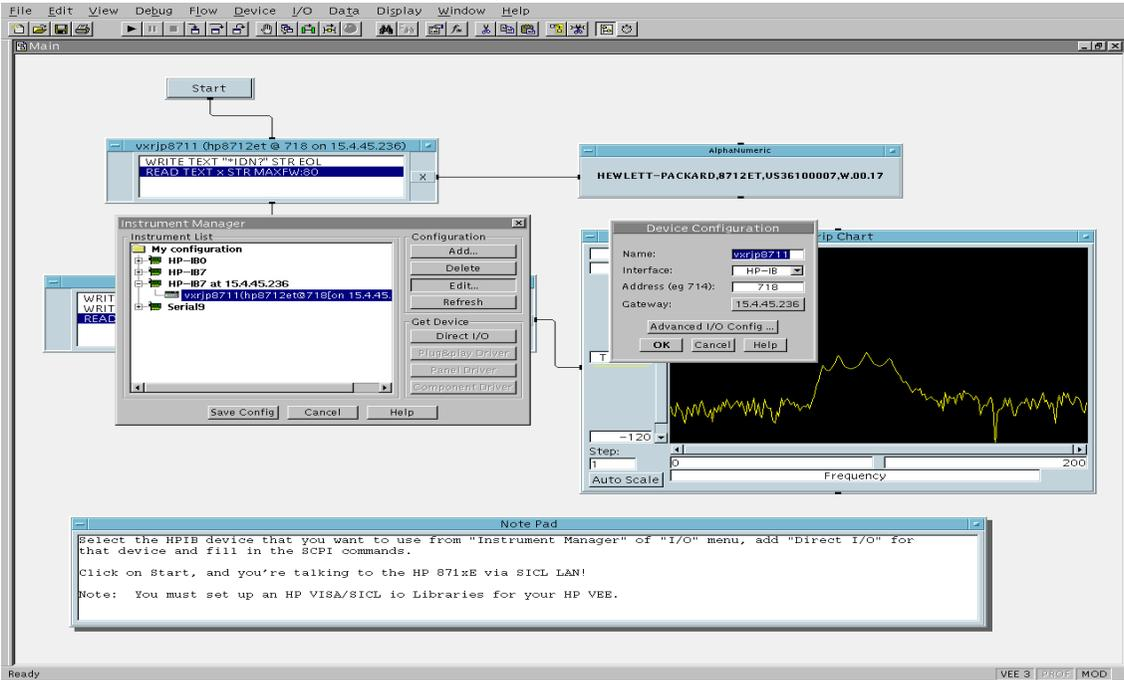 File Edit View Debug Flow Device I/O Data Display Window Help
Main
Start
vxrjp8711 (hp8712et @ 718 on 15.4.45.236)
WRITE TEXT "*IDN?" STR EOL
READ TEXT x STR MAXFW:80
X
AlphaNumeric
HEWLETT-PACKARD,8712ET,US36100007,W.00.17
Instrument Manager
Instrument List
My configuration
HP-IB0
HP-IB7
HP-IB7 at 15.4.45.236
vxrjp8711(hp8712et@718[on 15.4.45.
Serial9
Configuration
Add...
Delete
Edit...
Refresh
Get Device
Direct I/O
Plug&play Driver
Panel Driver
Component Driver
Save Config Cancel Help
WRIT
WRIT
READ
Device Configuration
Name: vxrjp8711
Interface: HP-IB
Address (eg 714): 718
Gateway: 15.4.45.236
Advanced I/O Config ...
OK Cancel Help
rip Chart
T
-120
Step:
1
Auto Scale
0 200
Frequency
Note Pad
Select the HPIB device that you want to use from "Instrument Manager" of "I/O" menu, add "Direct I/O" for
that device and fill in the SCPI commands.
Click on Start, and you're talking to the HP 871xE via SICL LAN!
Note: You must set up an HP VISA/SICL io Libraries for your HP VEE.
Ready
VEE 3 PROF MOD